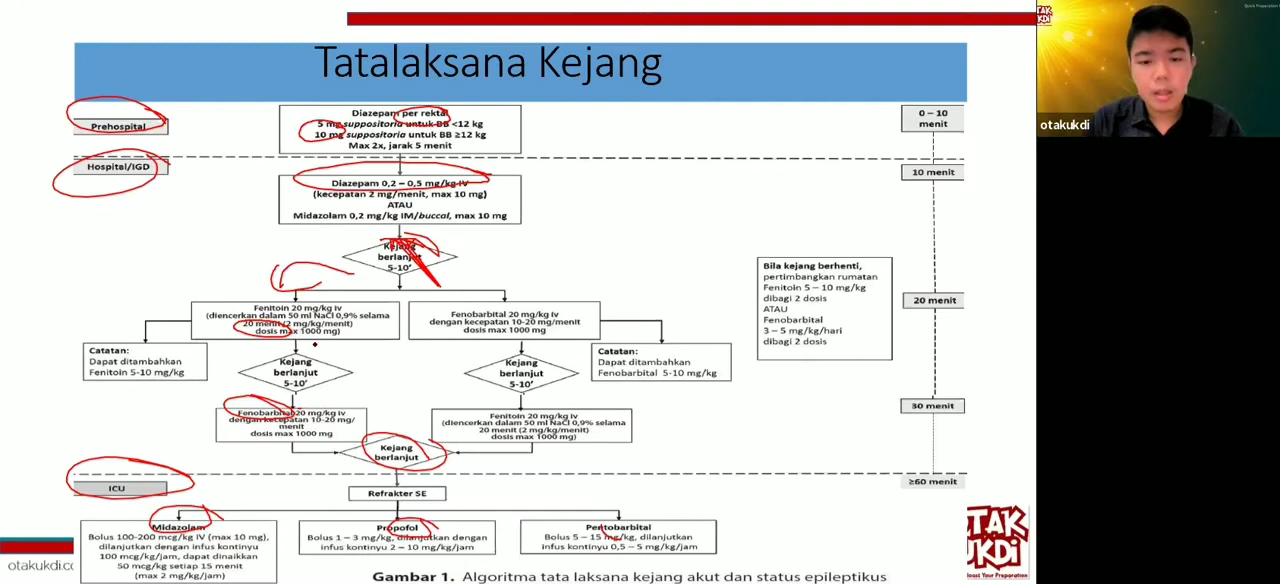 Tatalaksana Kejang
Prehospital
Diazepam per rektal
5 mg suppositoria untuk BB <12 kg
10 mg suppositoria untuk BB ≥12 kg
Max 2x, jarak 5 menit
0 – 10
menit
Hospital/IGD
Diazepam 0,2 – 0,5 mg/kg IV
(kecepatan 2 mg/menit, max 10 mg)
ATAU
Midazolam 0,2 mg/kg IM/buccal, max 10 mg
10 menit
Kejang
berlanjut
5-10'
Fenitoin 20 mg/kg iv
(diencerkan dalam 50 ml NaCl 0,9% selama
20 menit (2 mg/kg/menit)
dosis max 1000 mg)
Fenobarbital 20 mg/kg iv
dengan kecepatan 10-20 mg/menit
dosis max 1000 mg
Bila kejang berhenti,
pertimbangkan rumatan
Fenitoin 5 – 10 mg/kg
dibagi 2 dosis
ATAU
Fenobarbital
3 – 5 mg/kg/hari
dibagi 2 dosis
20 menit
Catatan:
Dapat ditambahkan
Fenitoin 5-10 mg/kg
Kejang
berlanjut
5-10'
Kejang
berlanjut
5-10'
Catatan:
Dapat ditambahkan
Fenobarbital 5-10 mg/kg
Fenobarbital 20 mg/kg iv
dengan kecepatan 10-20 mg/
menit
dosis max 1000 mg
Fenitoin 20 mg/kg iv
(diencerkan dalam 50 ml NaCl 0,9% selama
20 menit (2 mg/kg/menit)
dosis max 1000 mg)
30 menit
Kejang
berlanjut
ICU
Refrakter SE
≥60 menit
Midazolam
Bolus 100-200 mcg/kg IV (max 10 mg),
dilanjutkan dengan infus kontinyu
100 mcg/kg/jam, dapat dinaikkan
50 mcg/kg setiap 15 menit
(max 2 mg/kg/jam)
Propofol
Bolus 1 – 3 mg/kg, dilanjutkan dengan
infus kontinyu 2 – 10 mg/kg/jam
Pentobarbital
Bolus 5 – 15 mg/kg, dilanjutkan
infus kontinyu 0,5 – 5 mg/kg/jam
Gambar 1. Algoritma tata laksana kejang akut dan status epileptikus
otakukdi.co
TAK
UKDI
Boost Your Preparation
TAK
KDI
otakukdi